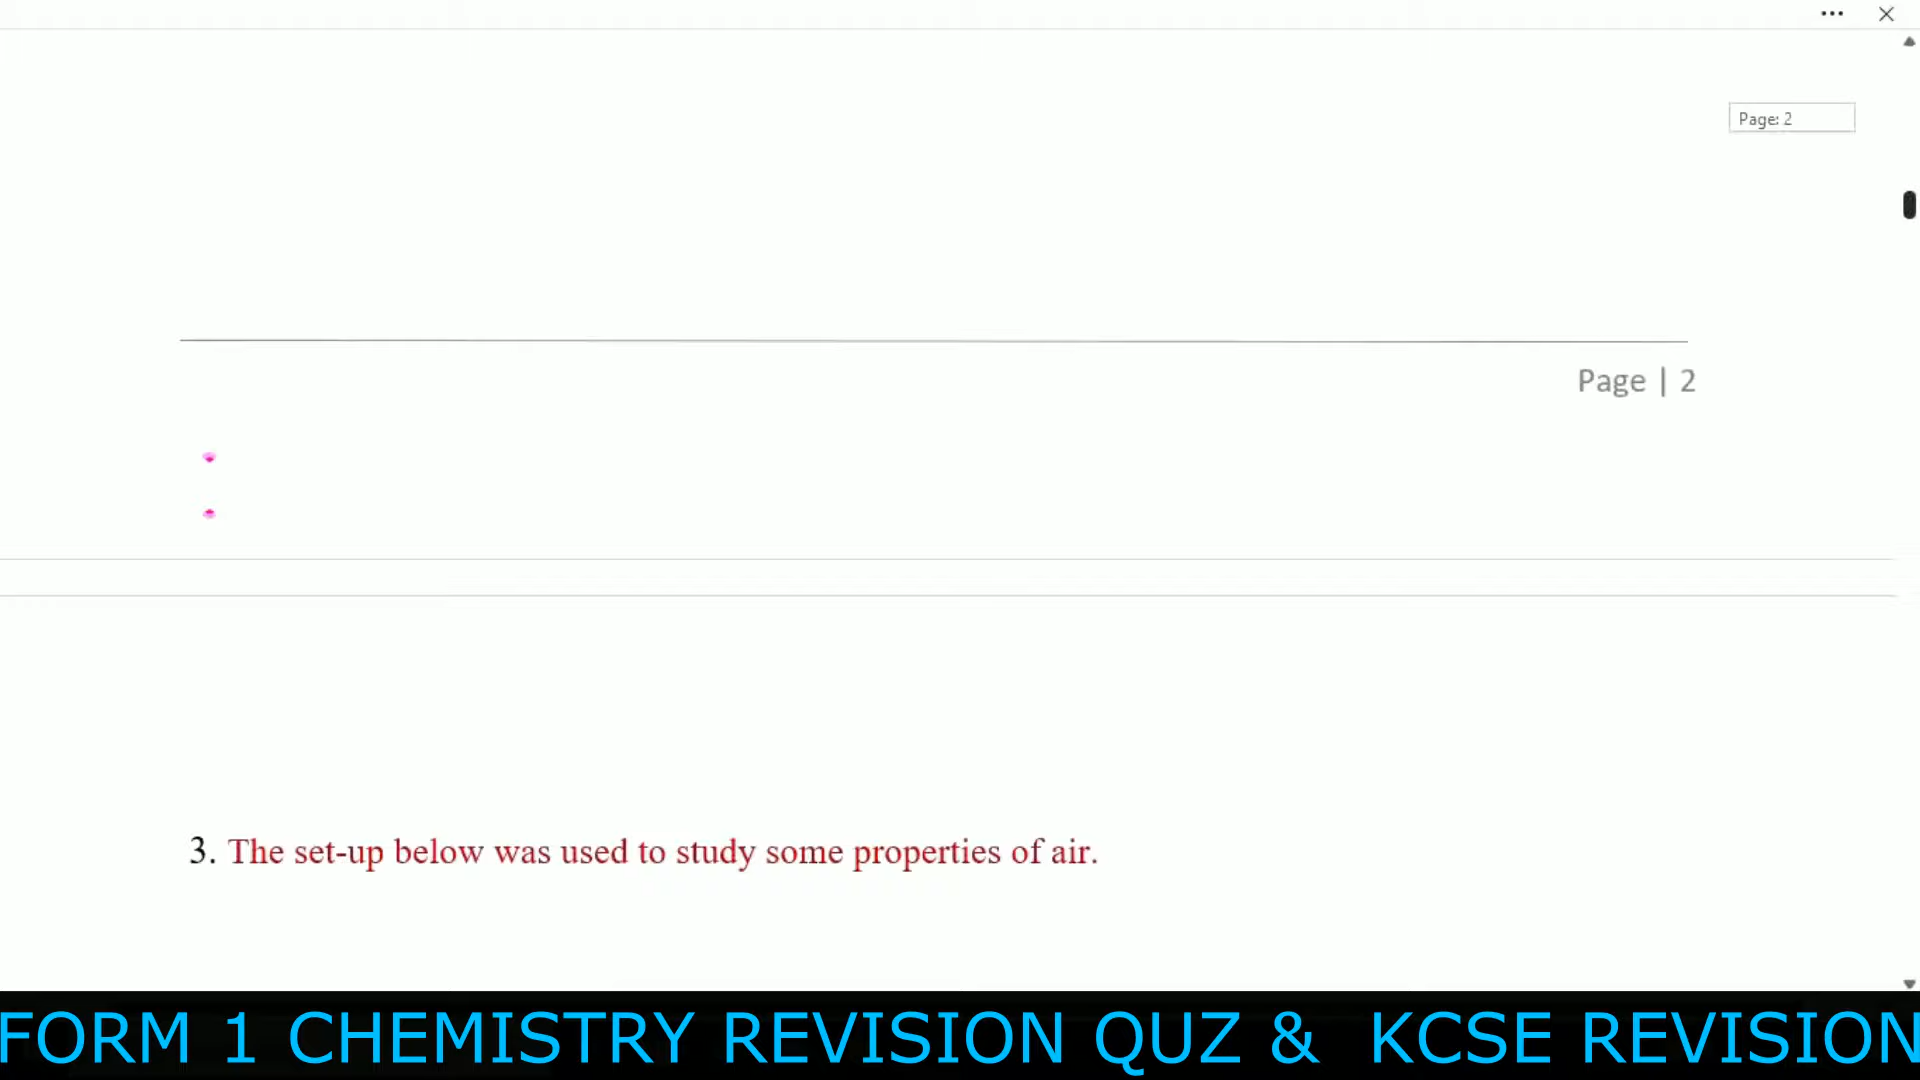 Page: 2
Page | 2
3. The set-up below was used to study some properties of air.
FORM 1 CHEMISTRY REVISION QUZ & KCSE REVISION